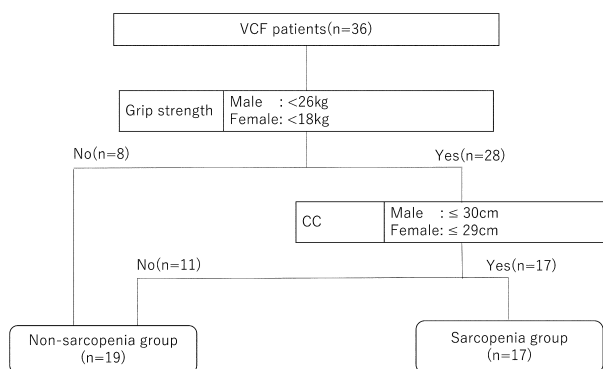 VCF patients(n=36)
Grip strength
Male : <26kg
Female: <18kg
No(n=8)
Yes(n=28)
CC
Male : ≤ 30cm
Female: ≤ 29cm
No(n=11)
Yes(n=17)
Non-sarcopenia group
(n=19)
Sarcopenia group
(n=17)